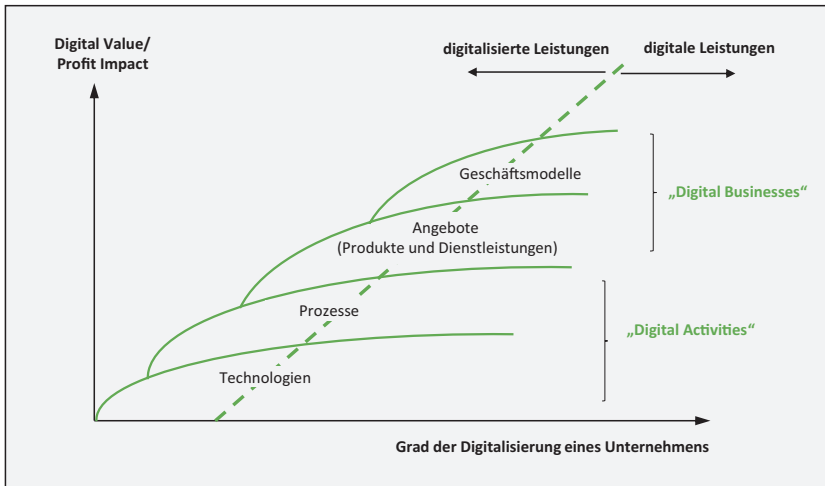 Digital Value/
Profit Impact
digitalisierte Leistungen
digitale Leistungen
Geschäftsmodelle
„Digital Businesses“
Angebote
(Produkte und Dienstleistungen)
Prozesse
„Digital Activities“
Technologien
Grad der Digitalisierung eines Unternehmens